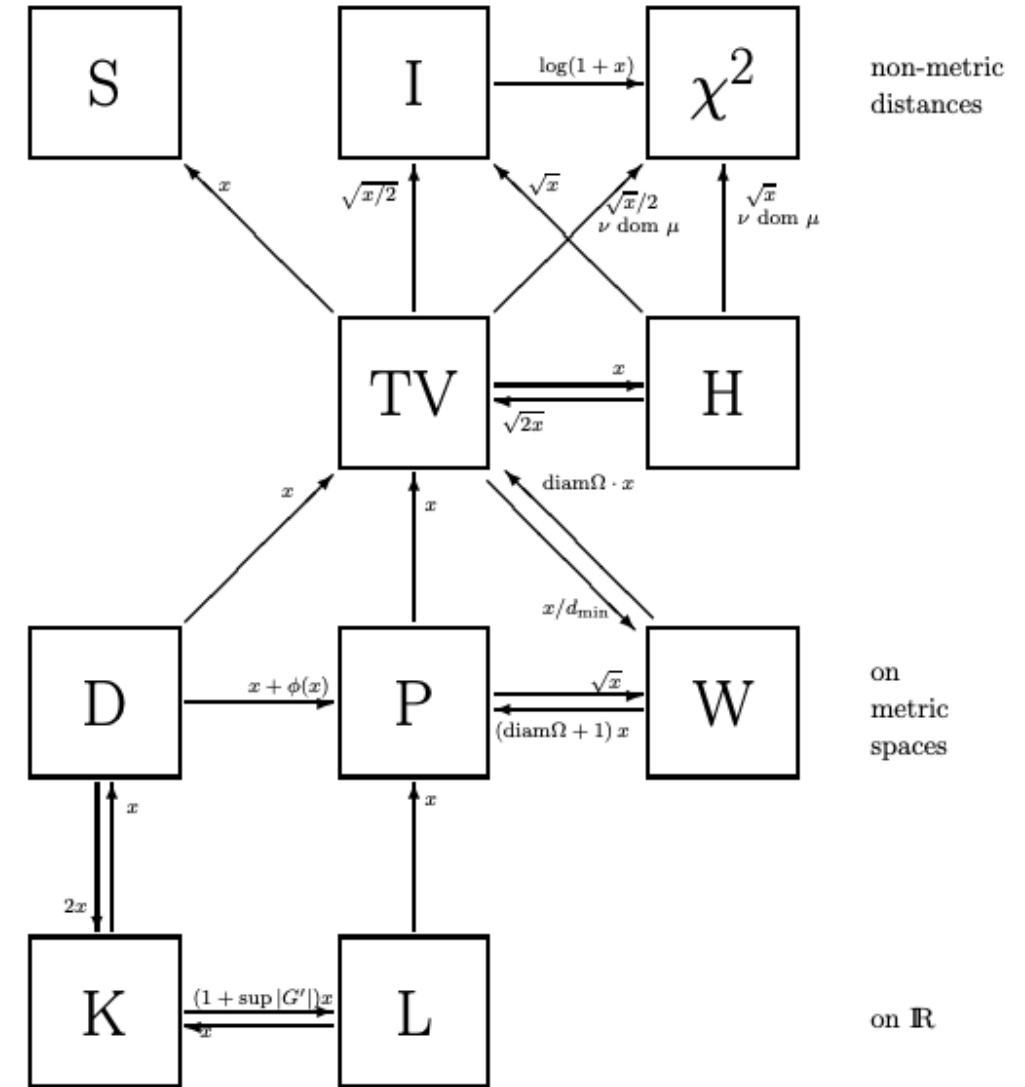 S
I
log(1 + x)
χ²
non-metric
distances
x
√x/2
√x
√x/2
ν dom μ
√x
ν dom μ
TV
x
√2x
H
x
x
diamΩ · x
x/d_min
D
x + φ(x)
P
√x
(diamΩ + 1) x
W
on
metric
spaces
x
2x
x
K
(1 + sup |G′|)x
x
L
on ℝ